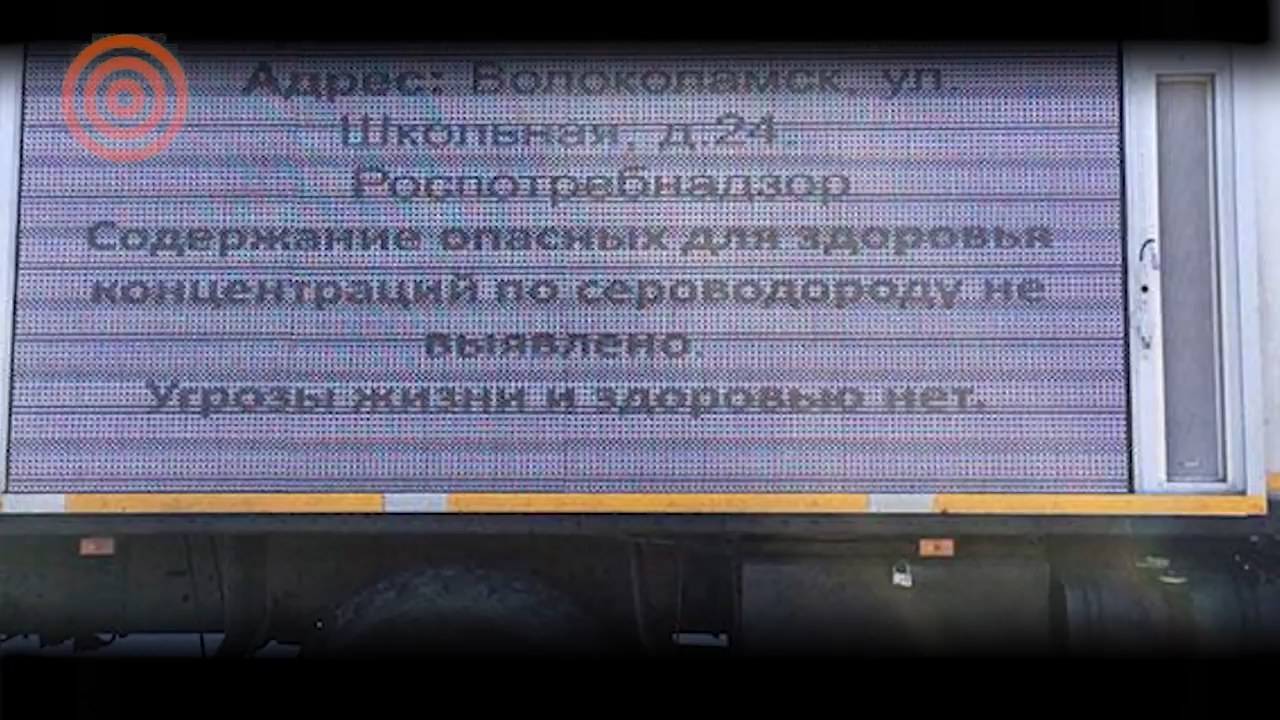 Адрес: Волоколамск, ул.
Школьная, д.24.
Роспотребнадзор
Содержание опасных для здоровья
концентраций по сероводороду не
выявлено.
Угрозы жизни и здоровью нет.